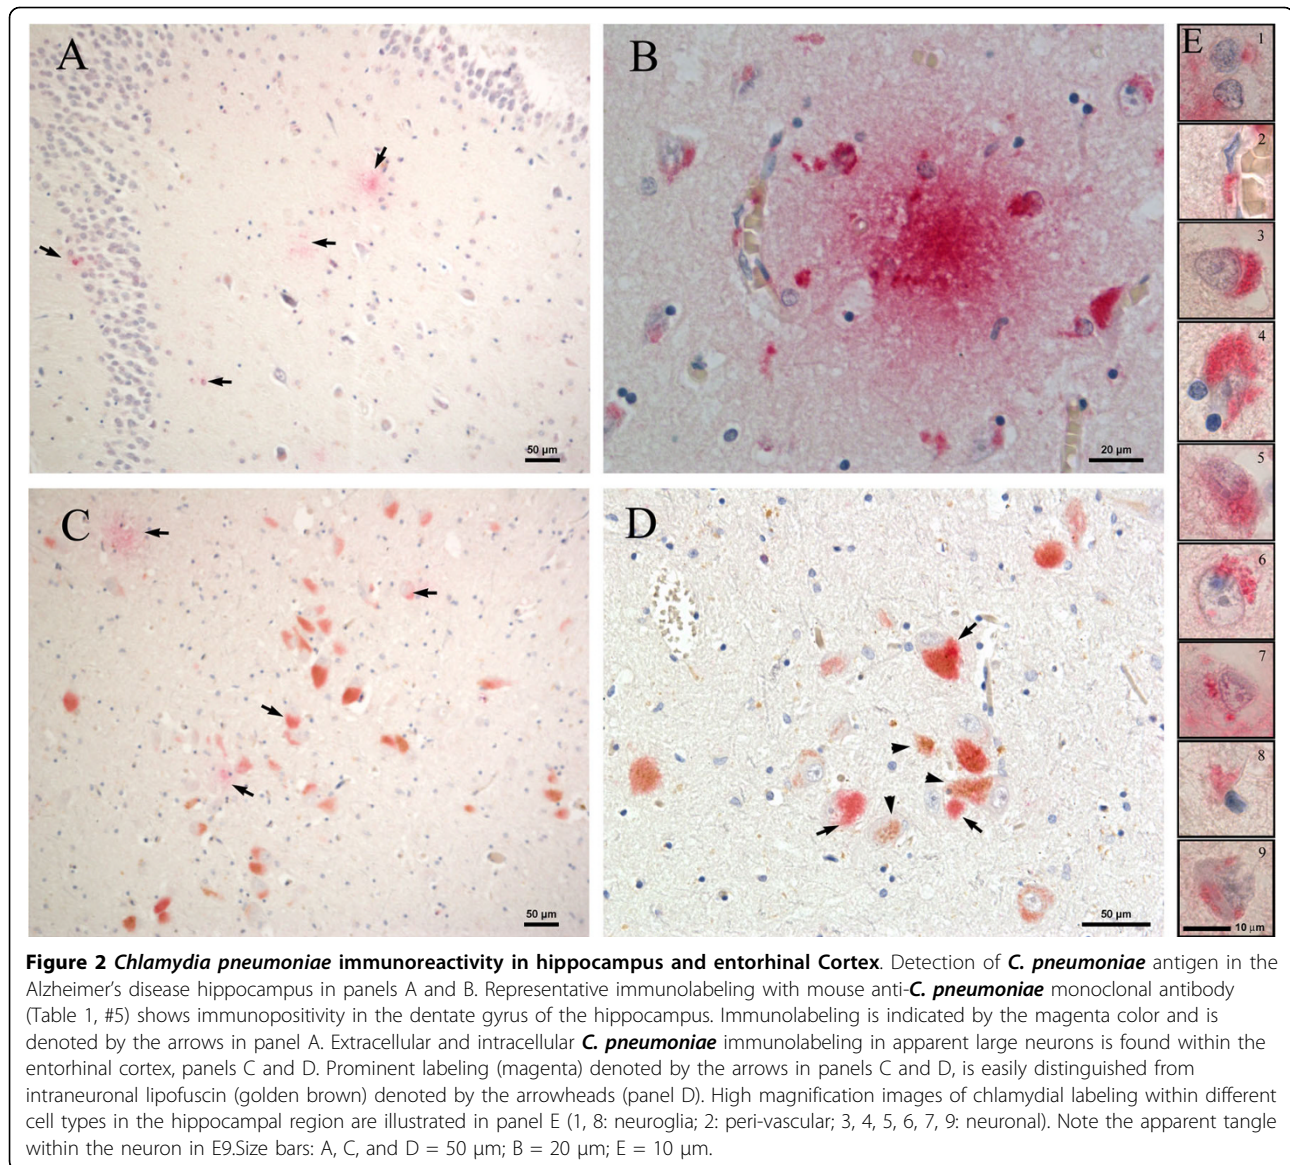 A
50 µm
B
20 µm
C
50 µm
D
50 µm
E
1
2
3
4
5
6
7
8
9
10 µm
Figure 2 Chlamydia pneumoniae immunoreactivity in hippocampus and entorhinal Cortex. Detection of C. pneumoniae antigen in the
Alzheimer's disease hippocampus in panels A and B. Representative immunolabeling with mouse anti-C. pneumoniae monoclonal antibody
(Table 1, #5) shows immunopositivity in the dentate gyrus of the hippocampus. Immunolabeling is indicated by the magenta color and is
denoted by the arrows in panel A. Extracellular and intracellular C. pneumoniae immunolabeling in apparent large neurons is found within the
entorhinal cortex, panels C and D. Prominent labeling (magenta) denoted by the arrows in panels C and D, is easily distinguished from
intraneuronal lipofuscin (golden brown) denoted by the arrowheads (panel D). High magnification images of chlamydial labeling within different
cell types in the hippocampal region are illustrated in panel E (1, 8: neuroglia; 2: peri-vascular; 3, 4, 5, 6, 7, 9: neuronal). Note the apparent tangle
within the neuron in E9.Size bars: A, C, and D = 50 µm; B = 20 µm; E = 10 µm.